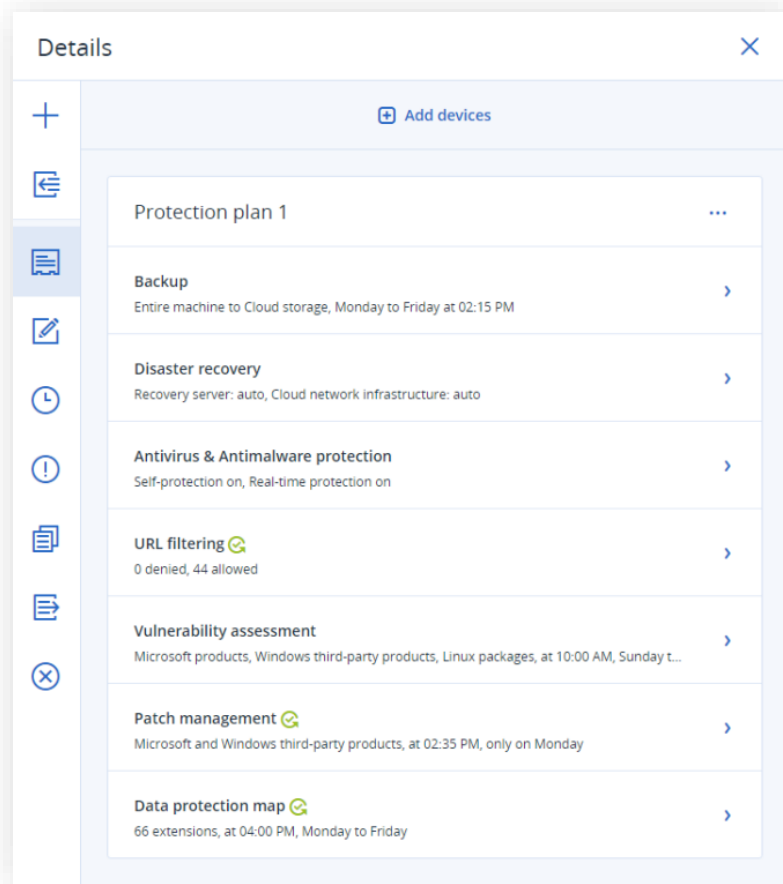 Details
Add devices
Protection plan 1
Backup
Entire machine to Cloud storage, Monday to Friday at 02:15 PM
Disaster recovery
Recovery server: auto, Cloud network infrastructure: auto
Antivirus & Antimalware protection
Self-protection on, Real-time protection on
URL filtering
0 denied, 44 allowed
Vulnerability assessment
Microsoft products, Windows third-party products, Linux packages, at 10:00 AM, Sunday t...
Patch management
Microsoft and Windows third-party products, at 02:35 PM, only on Monday
Data protection map
66 extensions, at 04:00 PM, Monday to Friday